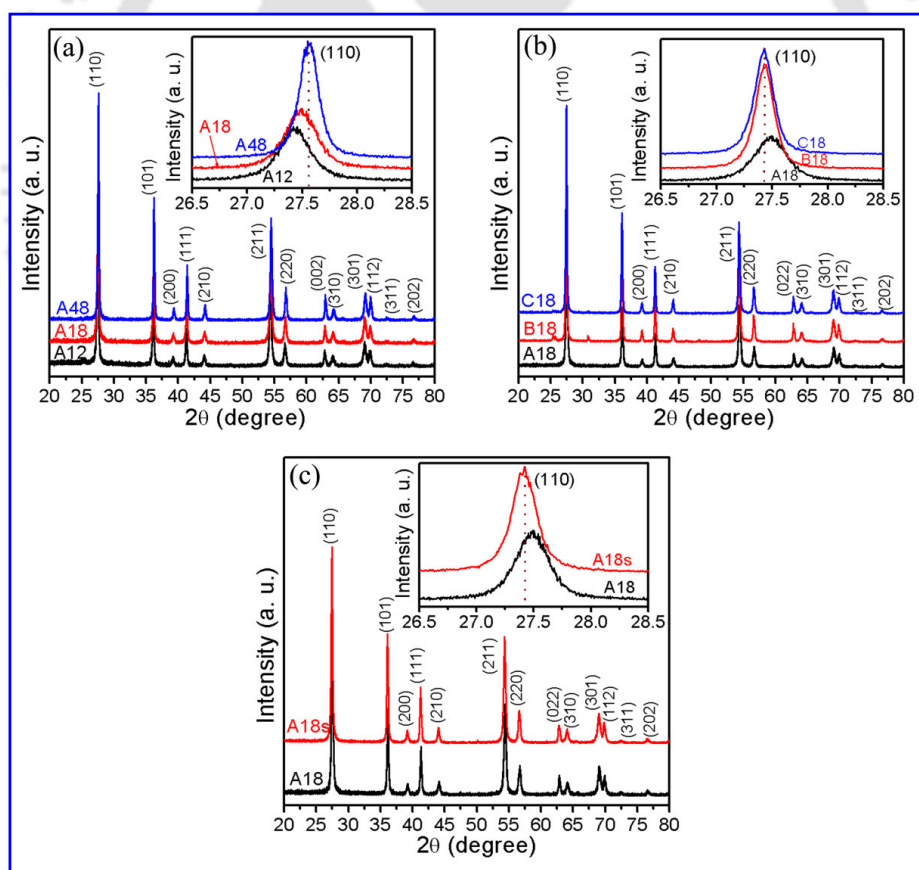 (a)
Intensity (a. u.)
(110)
(101)
(200)
(111)
(210)
(211)
(220)
(002)
(310)
(301)
(112)
(311)
(202)
A48
A18
A12
20 25 30 35 40 45 50 55 60 65 70 75 80
2θ (degree)
Intensity (a. u.)
(110)
A18
A48
A12
26.5 27.0 27.5 28.0 28.5
(b)
Intensity (a. u.)
(110)
(101)
(200)
(111)
(210)
(211)
(220)
(022)
(310)
(301)
(112)
(311)
(202)
C18
B18
A18
20 25 30 35 40 45 50 55 60 65 70 75 80
2θ (degree)
Intensity (a. u.)
(110)
C18
B18
A18
26.5 27.0 27.5 28.0 28.5
(c)
Intensity (a. u.)
(110)
(101)
(200)
(111)
(210)
(211)
(220)
(022)
(310)
(301)
(112)
(311)
(202)
A18s
A18
20 25 30 35 40 45 50 55 60 65 70 75 80
2θ (degree)
Intensity (a. u.)
(110)
A18s
A18
26.5 27.0 27.5 28.0 28.5